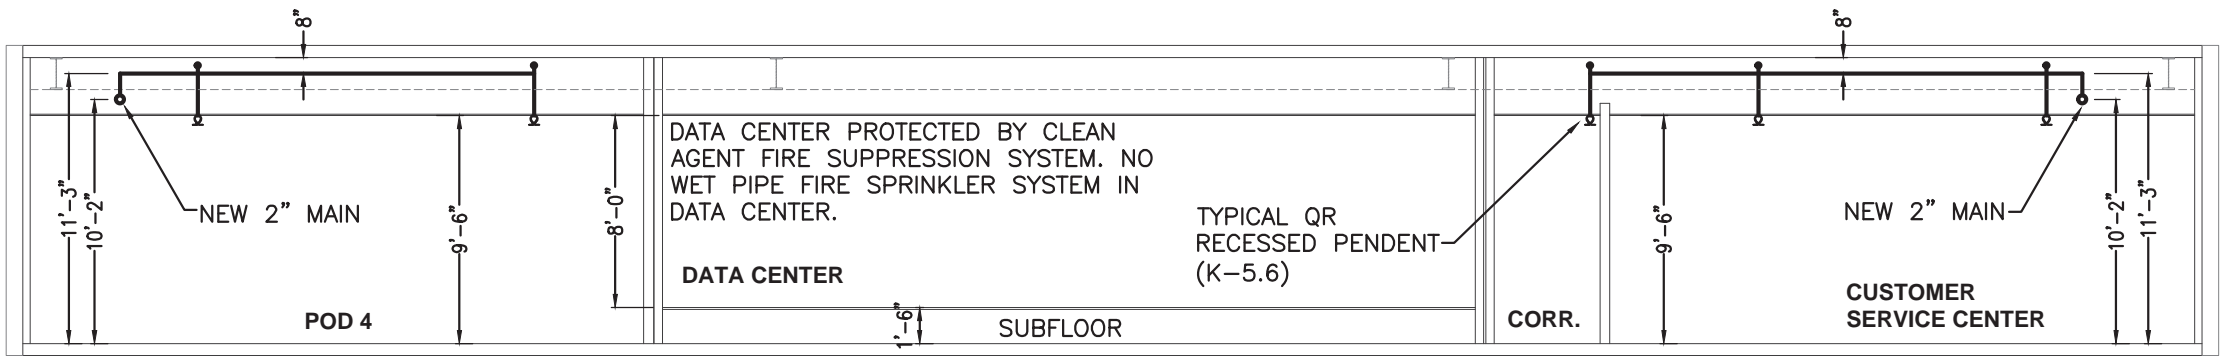 8"
8"
DATA CENTER PROTECTED BY CLEAN
AGENT FIRE SUPPRESSION SYSTEM. NO
WET PIPE FIRE SPRINKLER SYSTEM IN
DATA CENTER.
11'-3"
10'-2"
NEW 2" MAIN
9'-6"
8'-0"
TYPICAL QR
RECESSED PENDENT
(K-5.6)
9'-6"
NEW 2" MAIN
10'-2"
11'-3"
DATA CENTER
POD 4
1'-6"
SUBFLOOR
CORR.
CUSTOMER
SERVICE CENTER